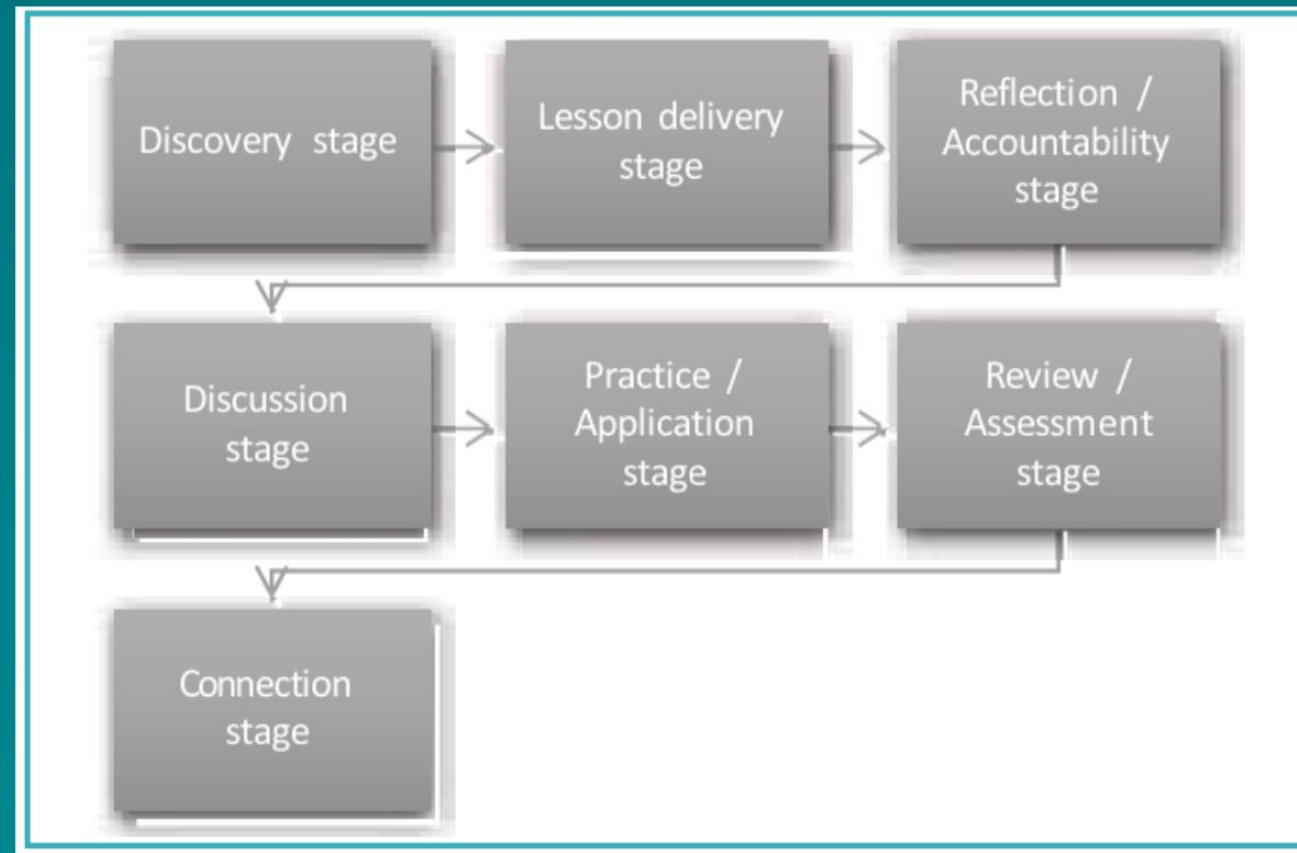 Discovery stage
Lesson delivery
stage
Reflection /
Accountability
stage
Discussion
stage
Practice /
Application
stage
Review /
Assessment
stage
Connection
stage